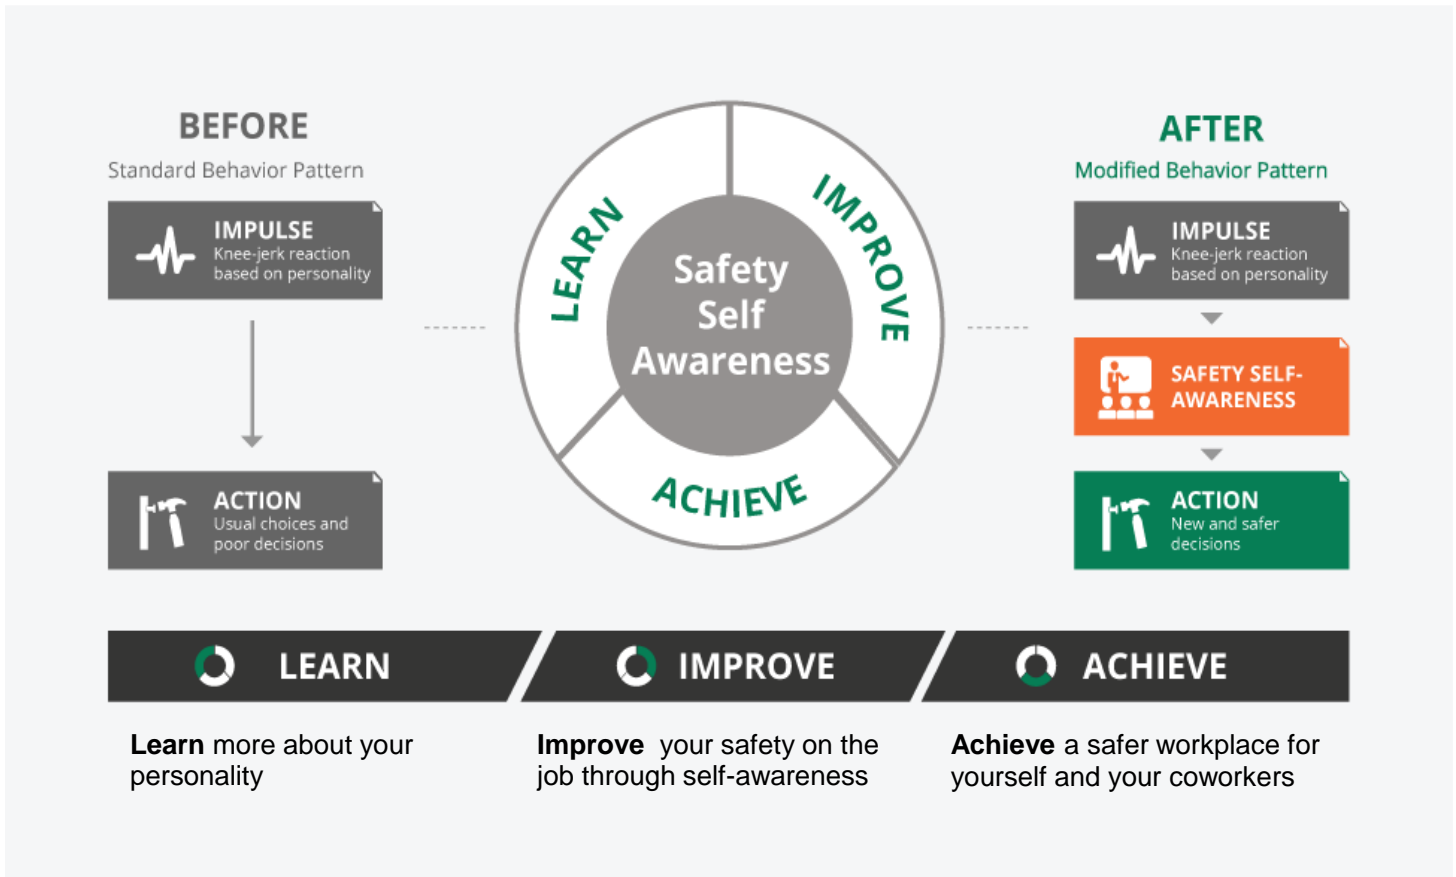 BEFORE
Standard Behavior Pattern
IMPULSE
Knee-jerk reaction
based on personality
ACTION
Usual choices and
poor decisions
LEARN
IMPROVE
ACHIEVE
Safety
Self
Awareness
AFTER
Modified Behavior Pattern
IMPULSE
Knee-jerk reaction
based on personality
SAFETY SELF-
AWARENESS
ACTION
New and safer
decisions
LEARN
Learn more about your
personality
IMPROVE
Improve your safety on the
job through self-awareness
ACHIEVE
Achieve a safer workplace for
yourself and your coworkers